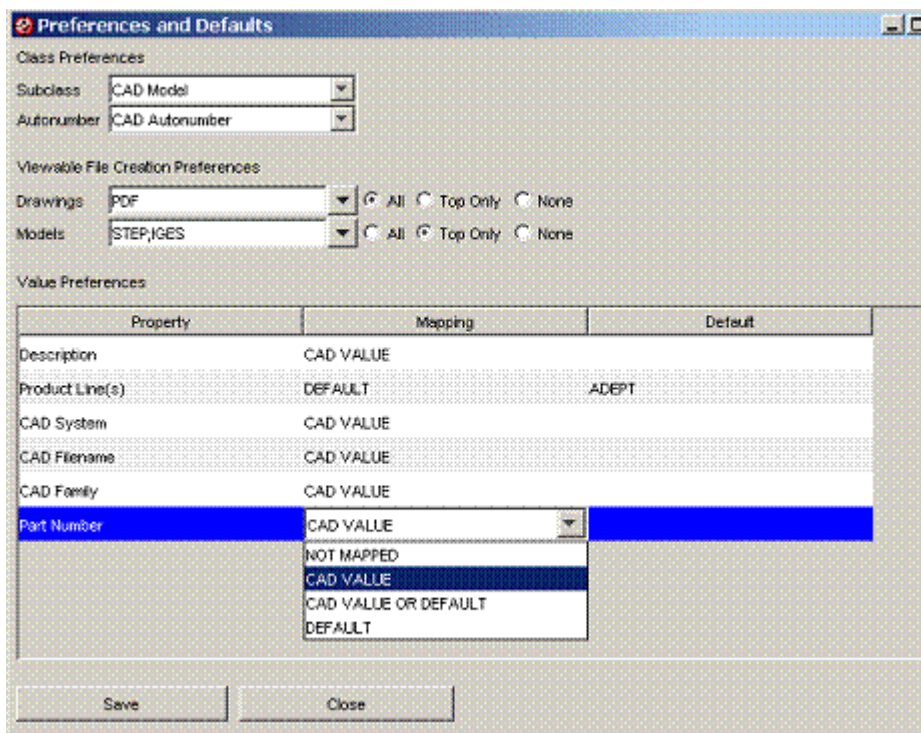 Preferences and Defaults
Class Preferences
Subclass CAD Model
Autonumber CAD Autonumber
Viewable File Creation Preferences
Drawings PDF All Top Only None
Models STEP;IGES All Top Only None
Value Preferences
Property Mapping Default
Description CAD VALUE
Product Line(s) DEFAULT ADEPT
CAD System CAD VALUE
CAD Filename CAD VALUE
CAD Family CAD VALUE
Part Number CAD VALUE
NOT MAPPED
CAD VALUE
CAD VALUE OR DEFAULT
DEFAULT
Save Close